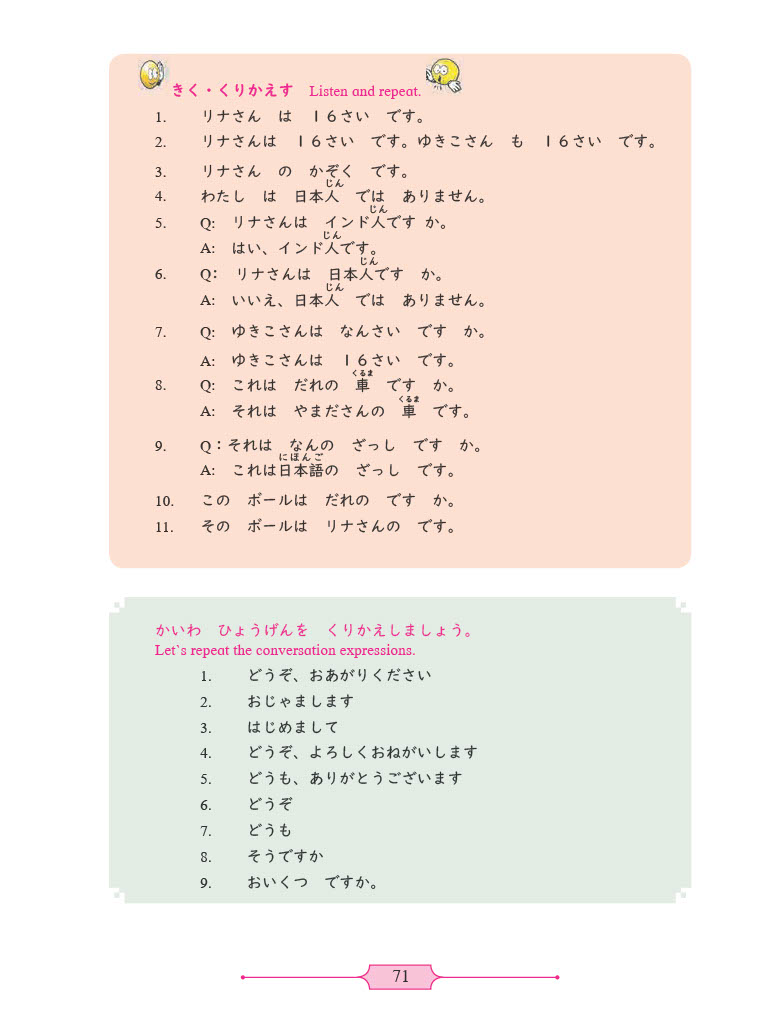 きく・くりかえす Listen and repeat.
1. リナさん は 16さい です。
2. リナさんは 16さい です。ゆきこさん も 16さい です。
3. リナさん の かぞく です。
じん
4. わたし は 日本人 では ありません。
じん
5. Q: リナさんは インド人です か。
じん
A: はい、インド人です。
じん
6. Q: リナさんは 日本人です か。
じん
A: いいえ、日本人 では ありません。
7. Q: ゆきこさんは なんさい です か。
A: ゆきこさんは 16さい です。
くるま
8. Q: これは だれの 車 です か。
くるま
A: それは やまださんの 車 です。
9. Q：それは なんの ざっし です か。
にほんご
A: これは日本語の ざっし です。
10. この ボールは だれの です か。
11. その ボールは リナさんの です。
かいわ ひょうげんを くりかえしましょう。
Let`s repeat the conversation expressions.
1. どうぞ、おあがりください
2. おじゃまします
3. はじめまして
4. どうぞ、よろしくおねがいします
5. どうも、ありがとうございます
6. どうぞ
7. どうも
8. そうですか
9. おいくつ ですか。
71